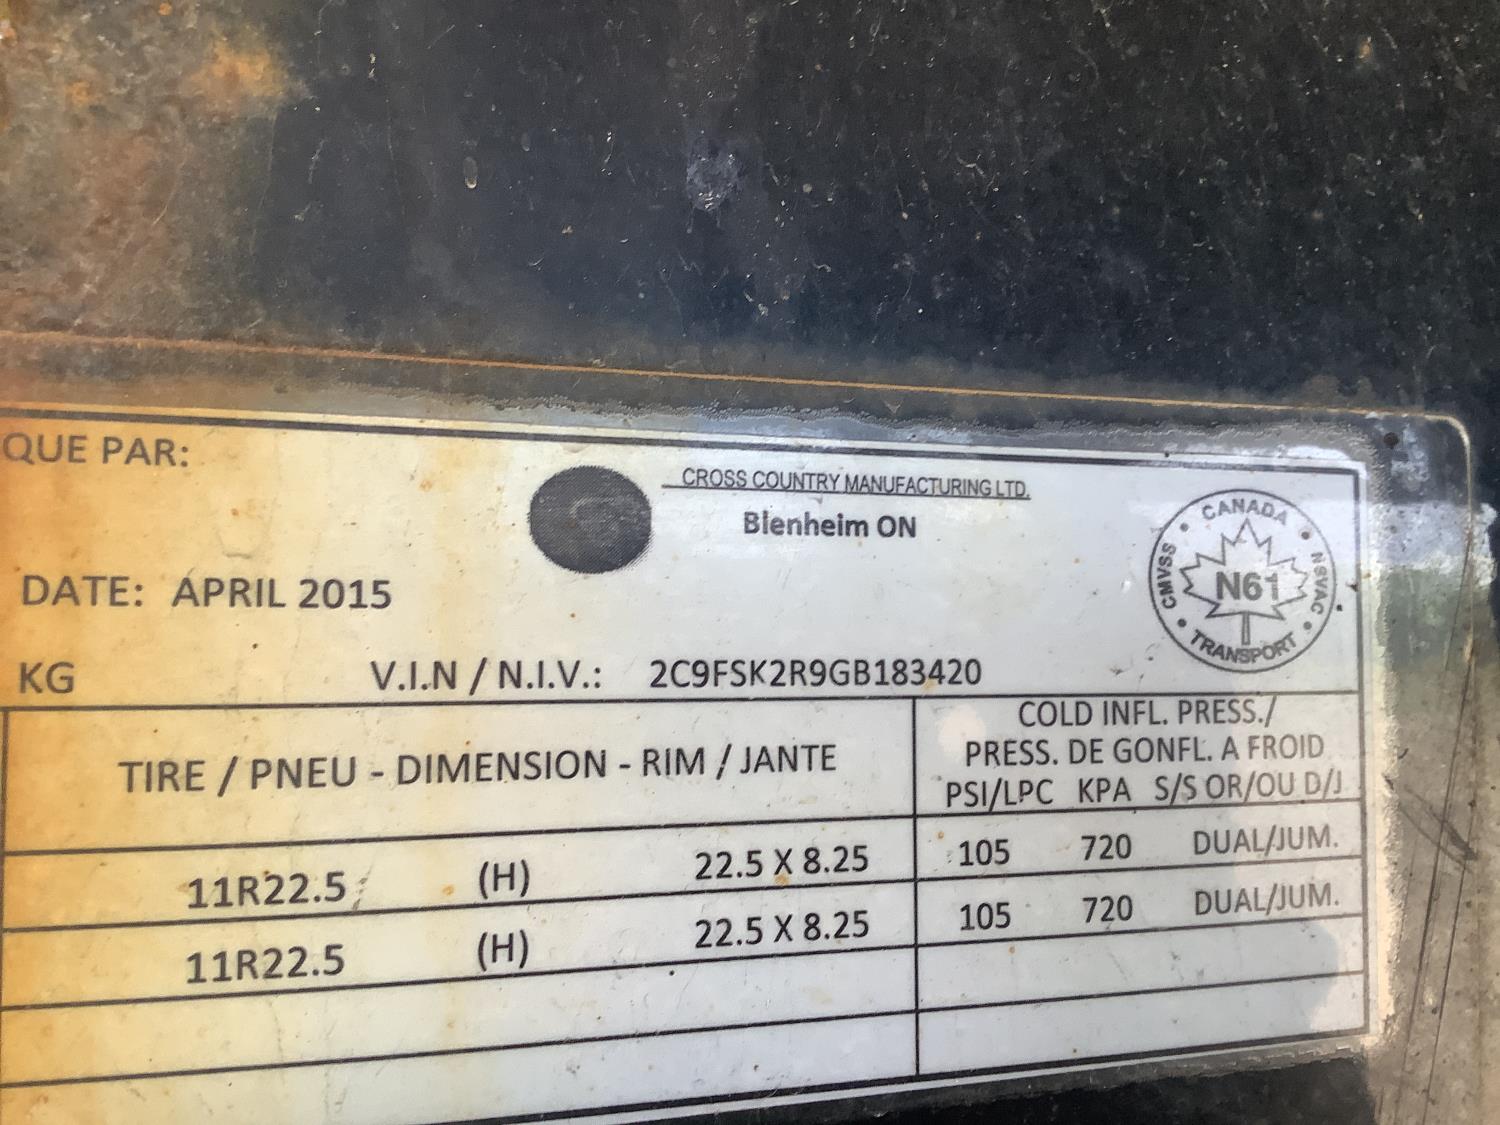 QUE PAR:
CROSS COUNTRY MANUFACTURING LTD.
Blenheim ON
CANADA
CMVSS
NSVAC
N61
TRANSPORT
DATE: APRIL 2015
KG V.I.N / N.I.V.: 2C9FSK2R9GB183420
TIRE / PNEU - DIMENSION - RIM / JANTE
COLD INFL. PRESS./
PRESS. DE GONFL. A FROID
PSI/LPC KPA S/S OR/OU D/J
11R22.5 (H) 22.5 X 8.25 105 720 DUAL/JUM.
11R22.5 (H) 22.5 X 8.25 105 720 DUAL/JUM.